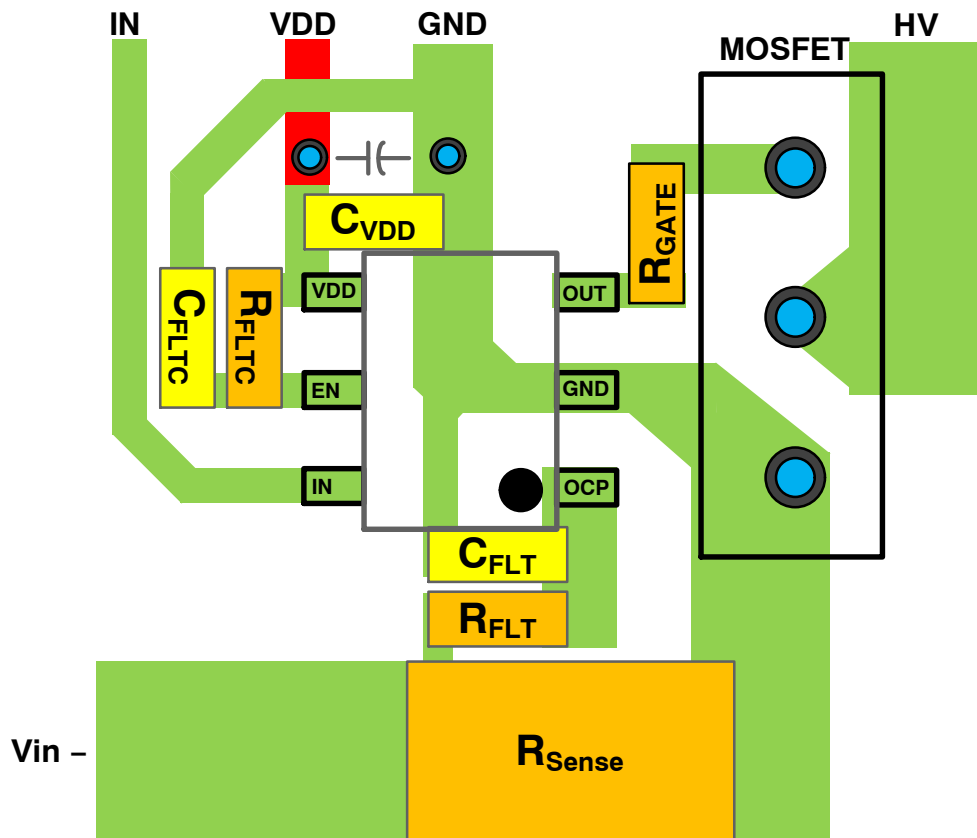 IN
VDD
GND
MOSFET
HV
CVDD
RGATE
CFLTC
RFLTC
VDD
OUT
EN
GND
IN
OCP
CFLT
RFLT
RSense
Vin –